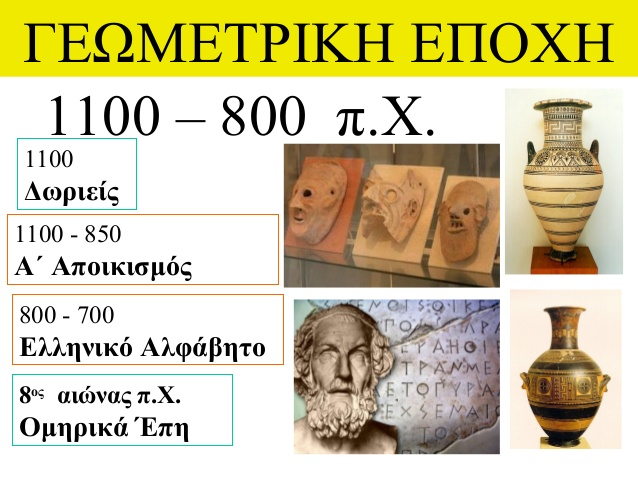 ΓΕΩΜΕΤΡΙΚΗ ΕΠΟΧΗ
1100 – 800 π.Χ.
1100
Δωριείς
1100 - 850
Α΄ Αποικισμός
800 - 700
Ελληνικό Αλφάβητο
8ος αιώνας π.Χ.
Ομηρικά Έπη